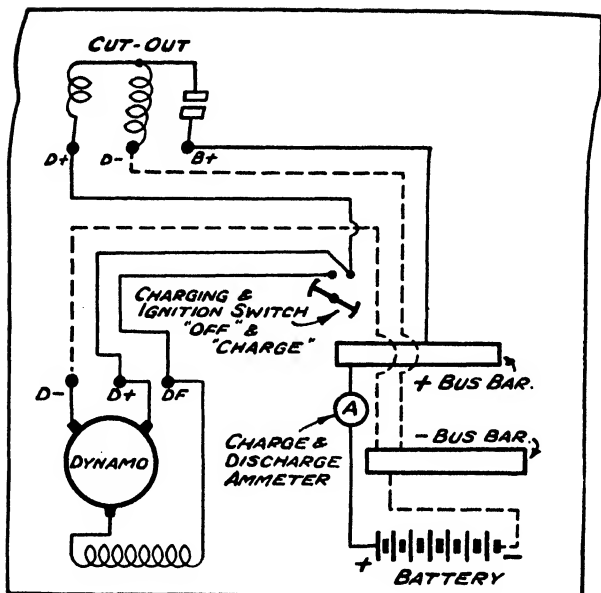 CUT-OUT
D+ D- B+
CHARGING &
IGNITION SWITCH
"OFF" &
"CHARGE"
D- D+ DF
+ BUS BAR.
A
DYNAMO
CHARGE &
DISCHARGE
AMMETER
- BUS BAR.
+ -
BATTERY